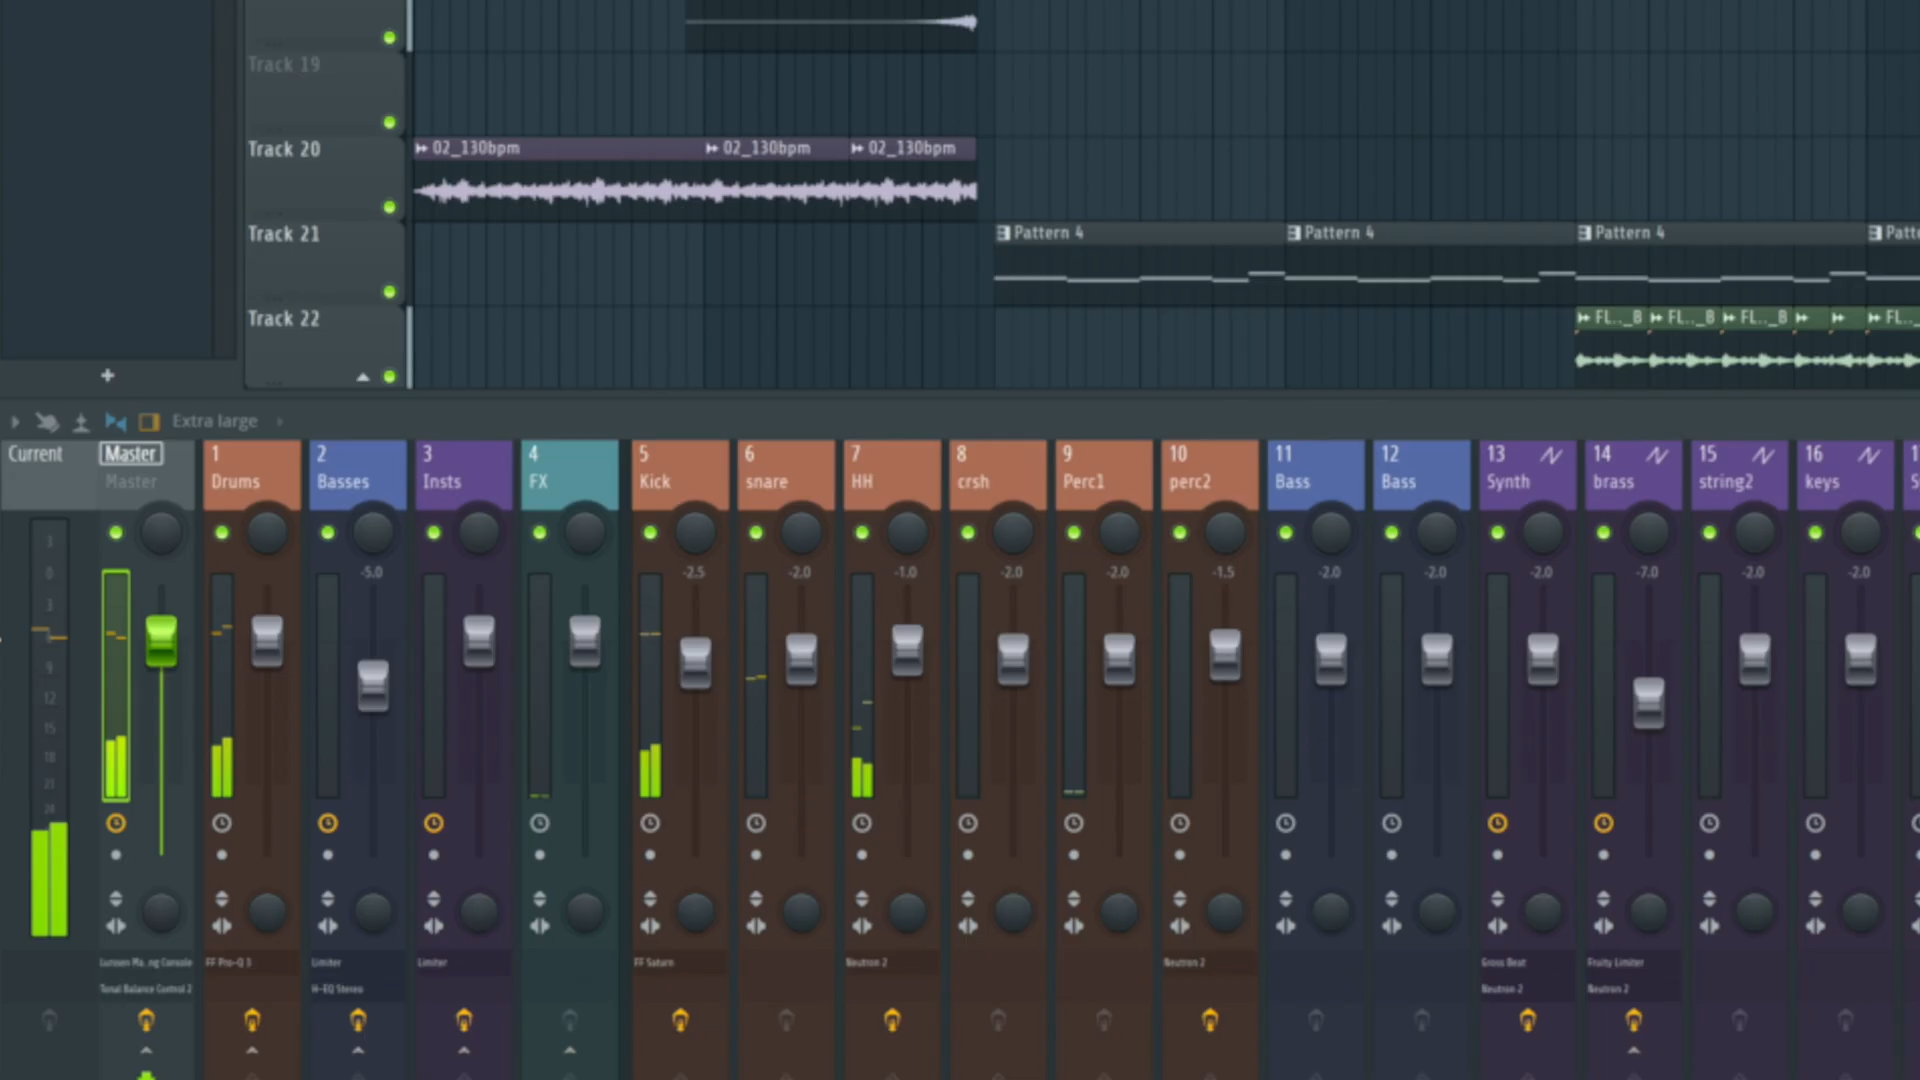 Track 19
Track 20
02_130bpm 02_130bpm 02_130bpm
Track 21
Pattern 4 Pattern 4 Pattern 4 Patt
Track 22
FL.._B FL.._B FL.._B FL.._
Extra large
Current Master 1 2 3 4 5 6 7 8 9 10 11 12 13 14 15 16
Master Drums Basses Insts FX Kick snare HH crsh Perc1 perc2 Bass Bass Synth brass string2 keys
-5.0 -2.5 -2.0 -1.0 -2.0 -2.0 -1.5 -2.0 -2.0 -2.0 -7.0 -2.0 -2.0
3
0
3
9
12
15
18
21
24
FF Pro-Q 3 Limiter Limiter FF Saturn Neutron 2 Neutron 2 Gross Beat Fruity Limiter
Tonal Balance Control 2 H-EQ Stereo Neutron 2 Neutron 2